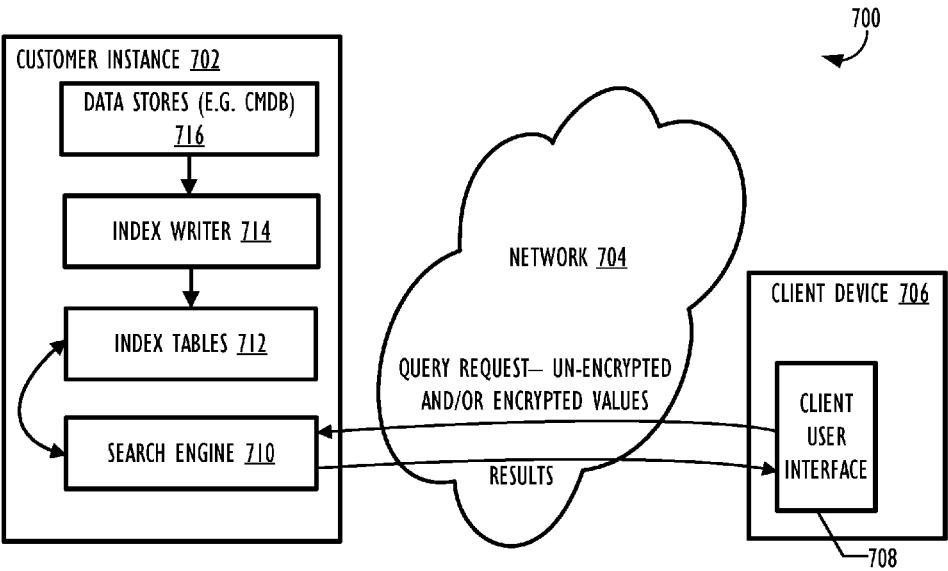 700
CUSTOMER INSTANCE 702
DATA STORES (E.G. CMDB)
716
INDEX WRITER 714
INDEX TABLES 712
SEARCH ENGINE 710
NETWORK 704
QUERY REQUEST— UN-ENCRYPTED
AND/OR ENCRYPTED VALUES
RESULTS
CLIENT DEVICE 706
CLIENT
USER
INTERFACE
708